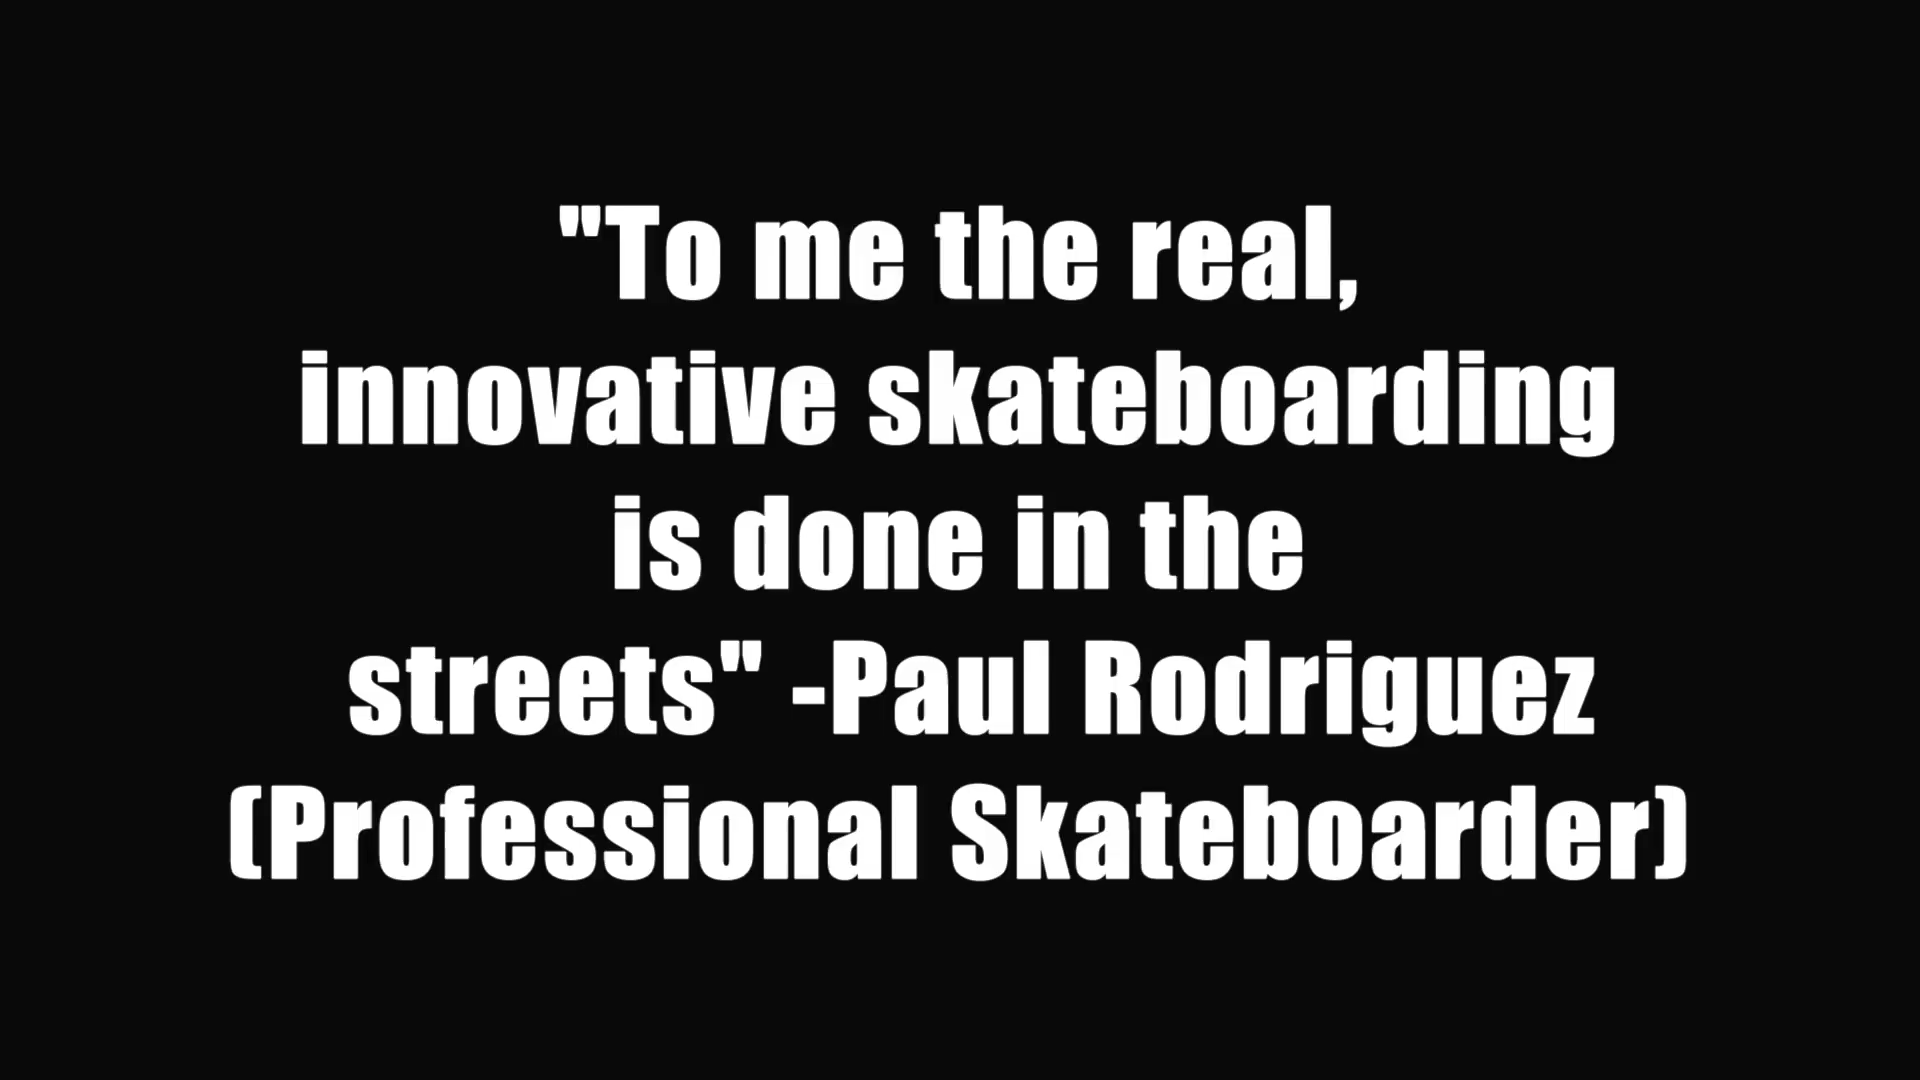 "To me the real,
innovative skateboarding
is done in the
streets" -Paul Rodriguez
(Professional Skateboarder)